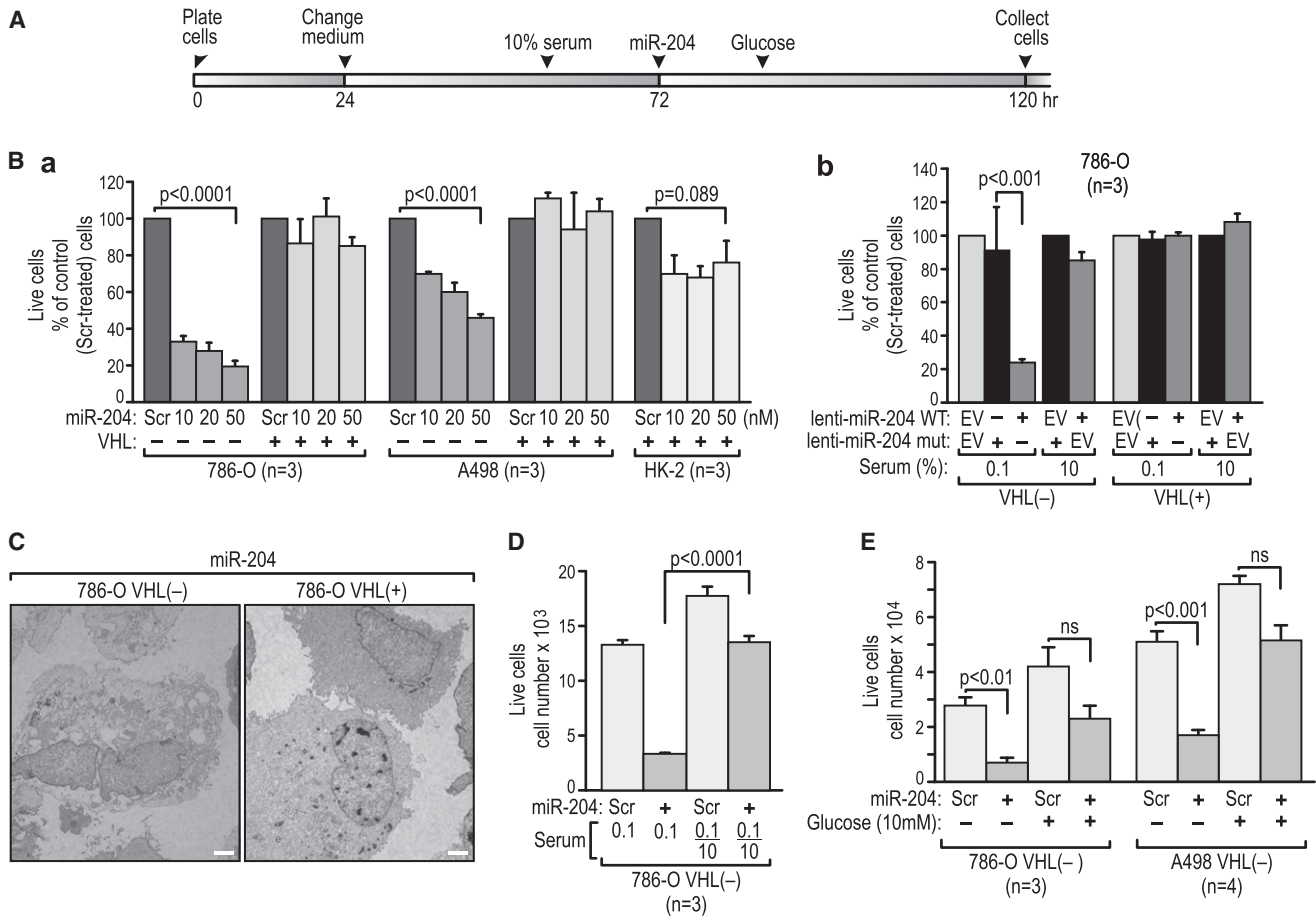 A
Plate cells
Change medium
10% serum
miR-204
Glucose
Collect cells
0 24 72 120 hr
B a
Live cells
% of control
(Scr-treated) cells
120
100
80
60
40
20
0
p<0.0001
p<0.0001
p=0.089
miR-204: Scr 10 20 50 Scr 10 20 50 Scr 10 20 50 Scr 10 20 50 Scr 10 20 50 (nM)
VHL: – – – – + + + + – – – – + + + + + + + +
786-O (n=3) A498 (n=3) HK-2 (n=3)
b
786-O
(n=3)
Live cells
% of control
(Scr-treated) cells
140
120
100
80
60
40
20
0
p<0.001
lenti-miR-204 WT: EV – + EV + EV( – + EV +
lenti-miR-204 mut: EV + – + EV EV + – + EV
Serum (%): 0.1 10 0.1 10
VHL(–) VHL(+)
C
miR-204
786-O VHL(–) 786-O VHL(+)
D
Live cells
cell number x 10³
20
15
10
5
0
p<0.0001
miR-204: Scr + Scr +
Serum 0.1 0.1 0.1 0.1
10 10
786-O VHL(–)
(n=3)
E
Live cells
cell number x 10⁴
8
6
4
2
0
p<0.01
ns
p<0.001
ns
miR-204: Scr + Scr + Scr + Scr +
Glucose (10mM): – – + + – – + +
786-O VHL(–) A498 VHL(–)
(n=3) (n=4)